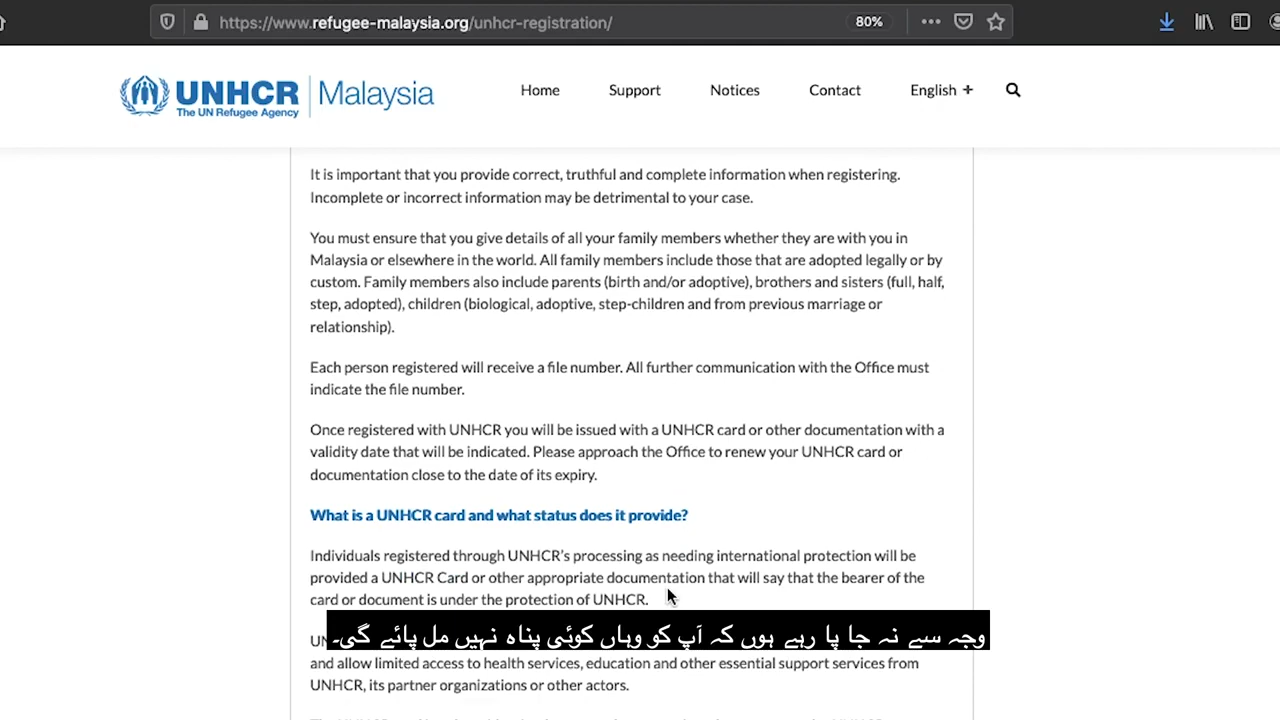 https://www.refugee-malaysia.org/unhcr-registration/
80%
UNHCR
The UN Refugee Agency
Malaysia
Home
Support
Notices
Contact
English +
It is important that you provide correct, truthful and complete information when registering.
Incomplete or incorrect information may be detrimental to your case.
You must ensure that you give details of all your family members whether they are with you in
Malaysia or elsewhere in the world. All family members include those that are adopted legally or by
custom. Family members also include parents (birth and/or adoptive), brothers and sisters (full, half,
step, adopted), children (biological, adoptive, step-children and from previous marriage or
relationship).
Each person registered will receive a file number. All further communication with the Office must
indicate the file number.
Once registered with UNHCR you will be issued with a UNHCR card or other documentation with a
validity date that will be indicated. Please approach the Office to renew your UNHCR card or
documentation close to the date of its expiry.
What is a UNHCR card and what status does it provide?
Individuals registered through UNHCR's processing as needing international protection will be
provided a UNHCR Card or other appropriate documentation that will say that the bearer of the
card or document is under the protection of UNHCR.
وجہ سے نہ جا پا رہے ہوں کہ آپ کو وہاں کوئی پناہ نہیں مل پائے گی۔
and allow limited access to health services, education and other essential support services from
UNHCR, its partner organizations or other actors.